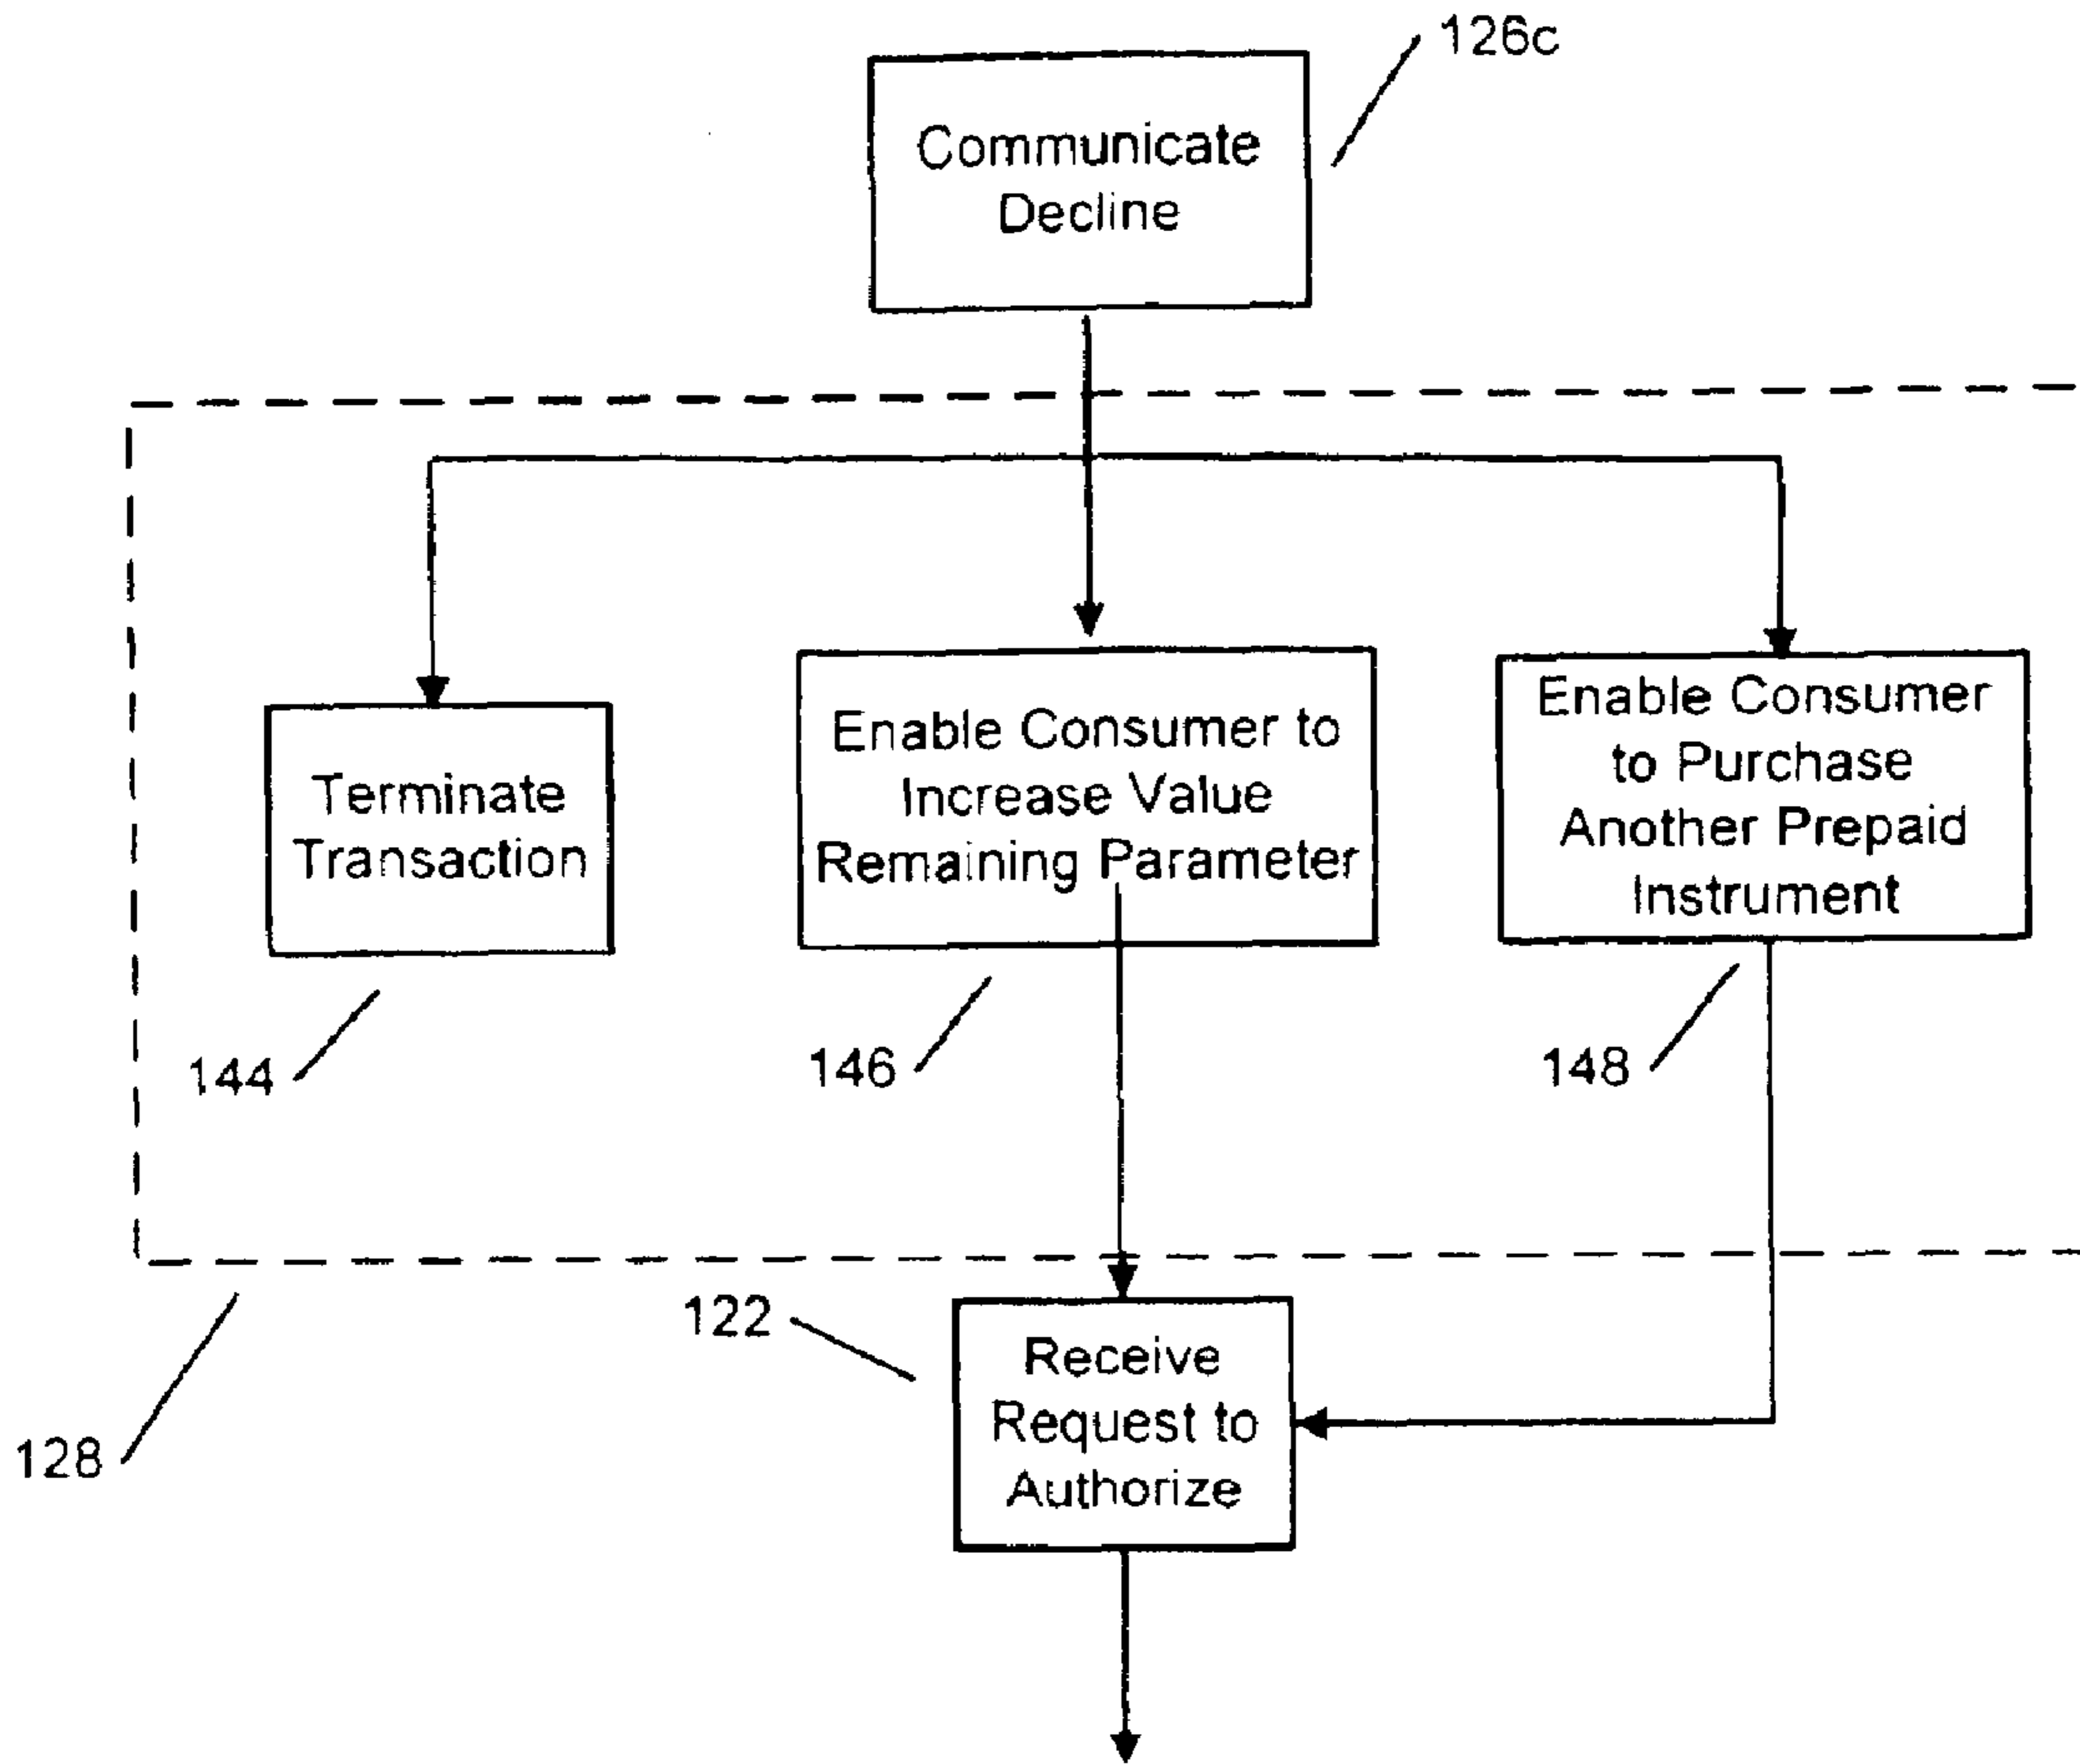 126c
Communicate
Decline
Terminate
Transaction
144
Enable Consumer to
Increase Value
Remaining Parameter
146
Enable Consumer
to Purchase
Another Prepaid
Instrument
148
128
122
Receive
Request to
Authorize